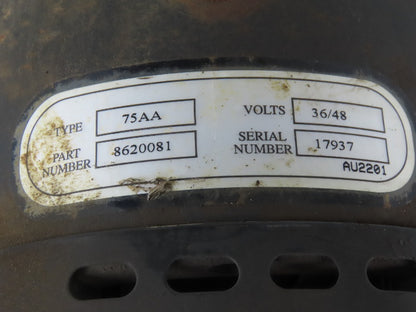 TYPE 75AA VOLTS 36/48
PART NUMBER 8620081 SERIAL NUMBER 17937
AU2201